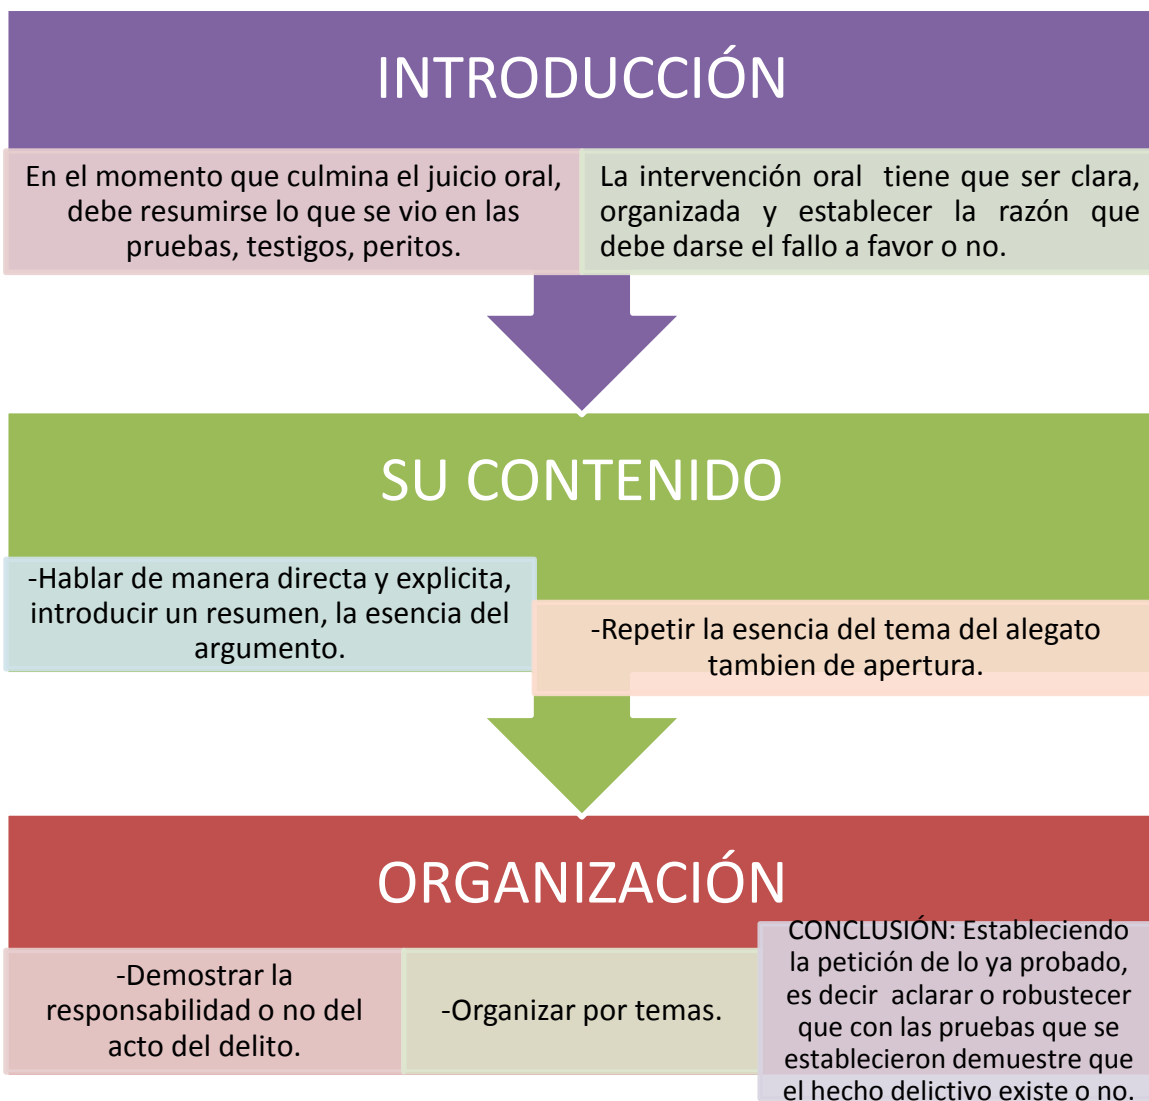 INTRODUCCIÓN
En el momento que culmina el juicio oral,
debe resumirse lo que se vio en las
pruebas, testigos, peritos.
La intervención oral tiene que ser clara,
organizada y establecer la razón que
debe darse el fallo a favor o no.
SU CONTENIDO
-Hablar de manera directa y explicita,
introducir un resumen, la esencia del
argumento.
-Repetir la esencia del tema del alegato
tambien de apertura.
ORGANIZACIÓN
-Demostrar la
responsabilidad o no del
acto del delito.
-Organizar por temas.
CONCLUSIÓN: Estableciendo
la petición de lo ya probado,
es decir aclarar o robustecer
que con las pruebas que se
establecieron demuestre que
el hecho delictivo existe o no.